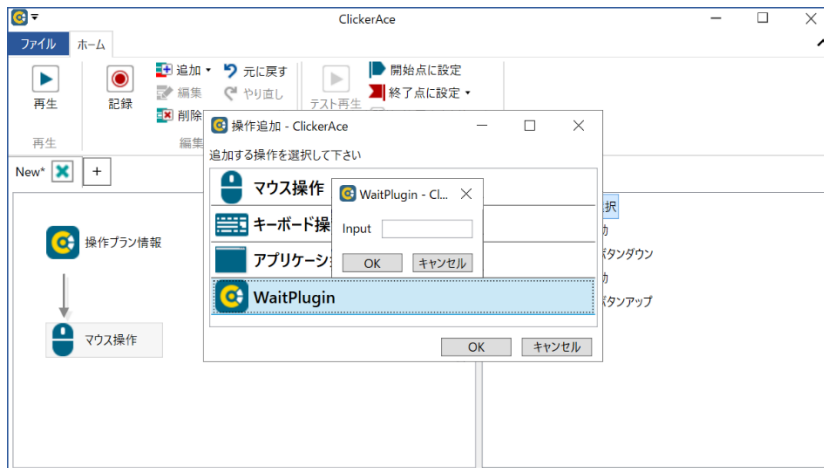 ClickerAce
ファイル ホーム
再生
記録
追加
編集
削除
元に戻す
やり直し
テスト再生
開始点に設定
終了点に設定
再生
編集
New*
+
操作プラン情報
マウス操作
操作追加 - ClickerAce
追加する操作を選択して下さい
マウス操作
キーボード操
アプリケーシ
WaitPlugin
OK キャンセル
WaitPlugin - Cl...
Input
OK キャンセル
択
ボタンダウン
ボタンアップ